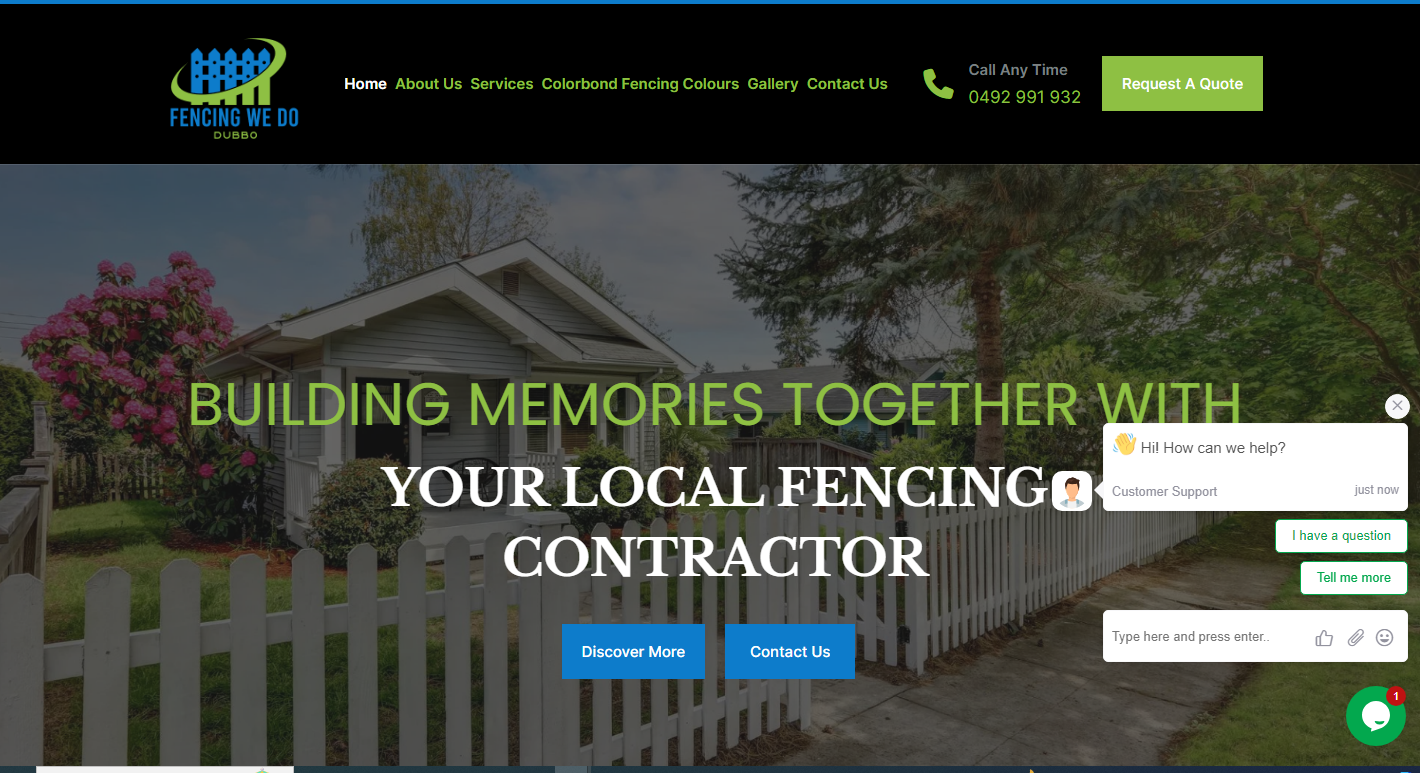 FENCING WE DO
DUBBO
Home About Us Services Colorbond Fencing Colours Gallery Contact Us
Call Any Time
0492 991 932
Request A Quote
BUILDING MEMORIES TOGETHER WITH
YOUR LOCAL FENCING
CONTRACTOR
Discover More
Contact Us
👋 Hi! How can we help?
Customer Support just now
I have a question
Tell me more
Type here and press enter..
1